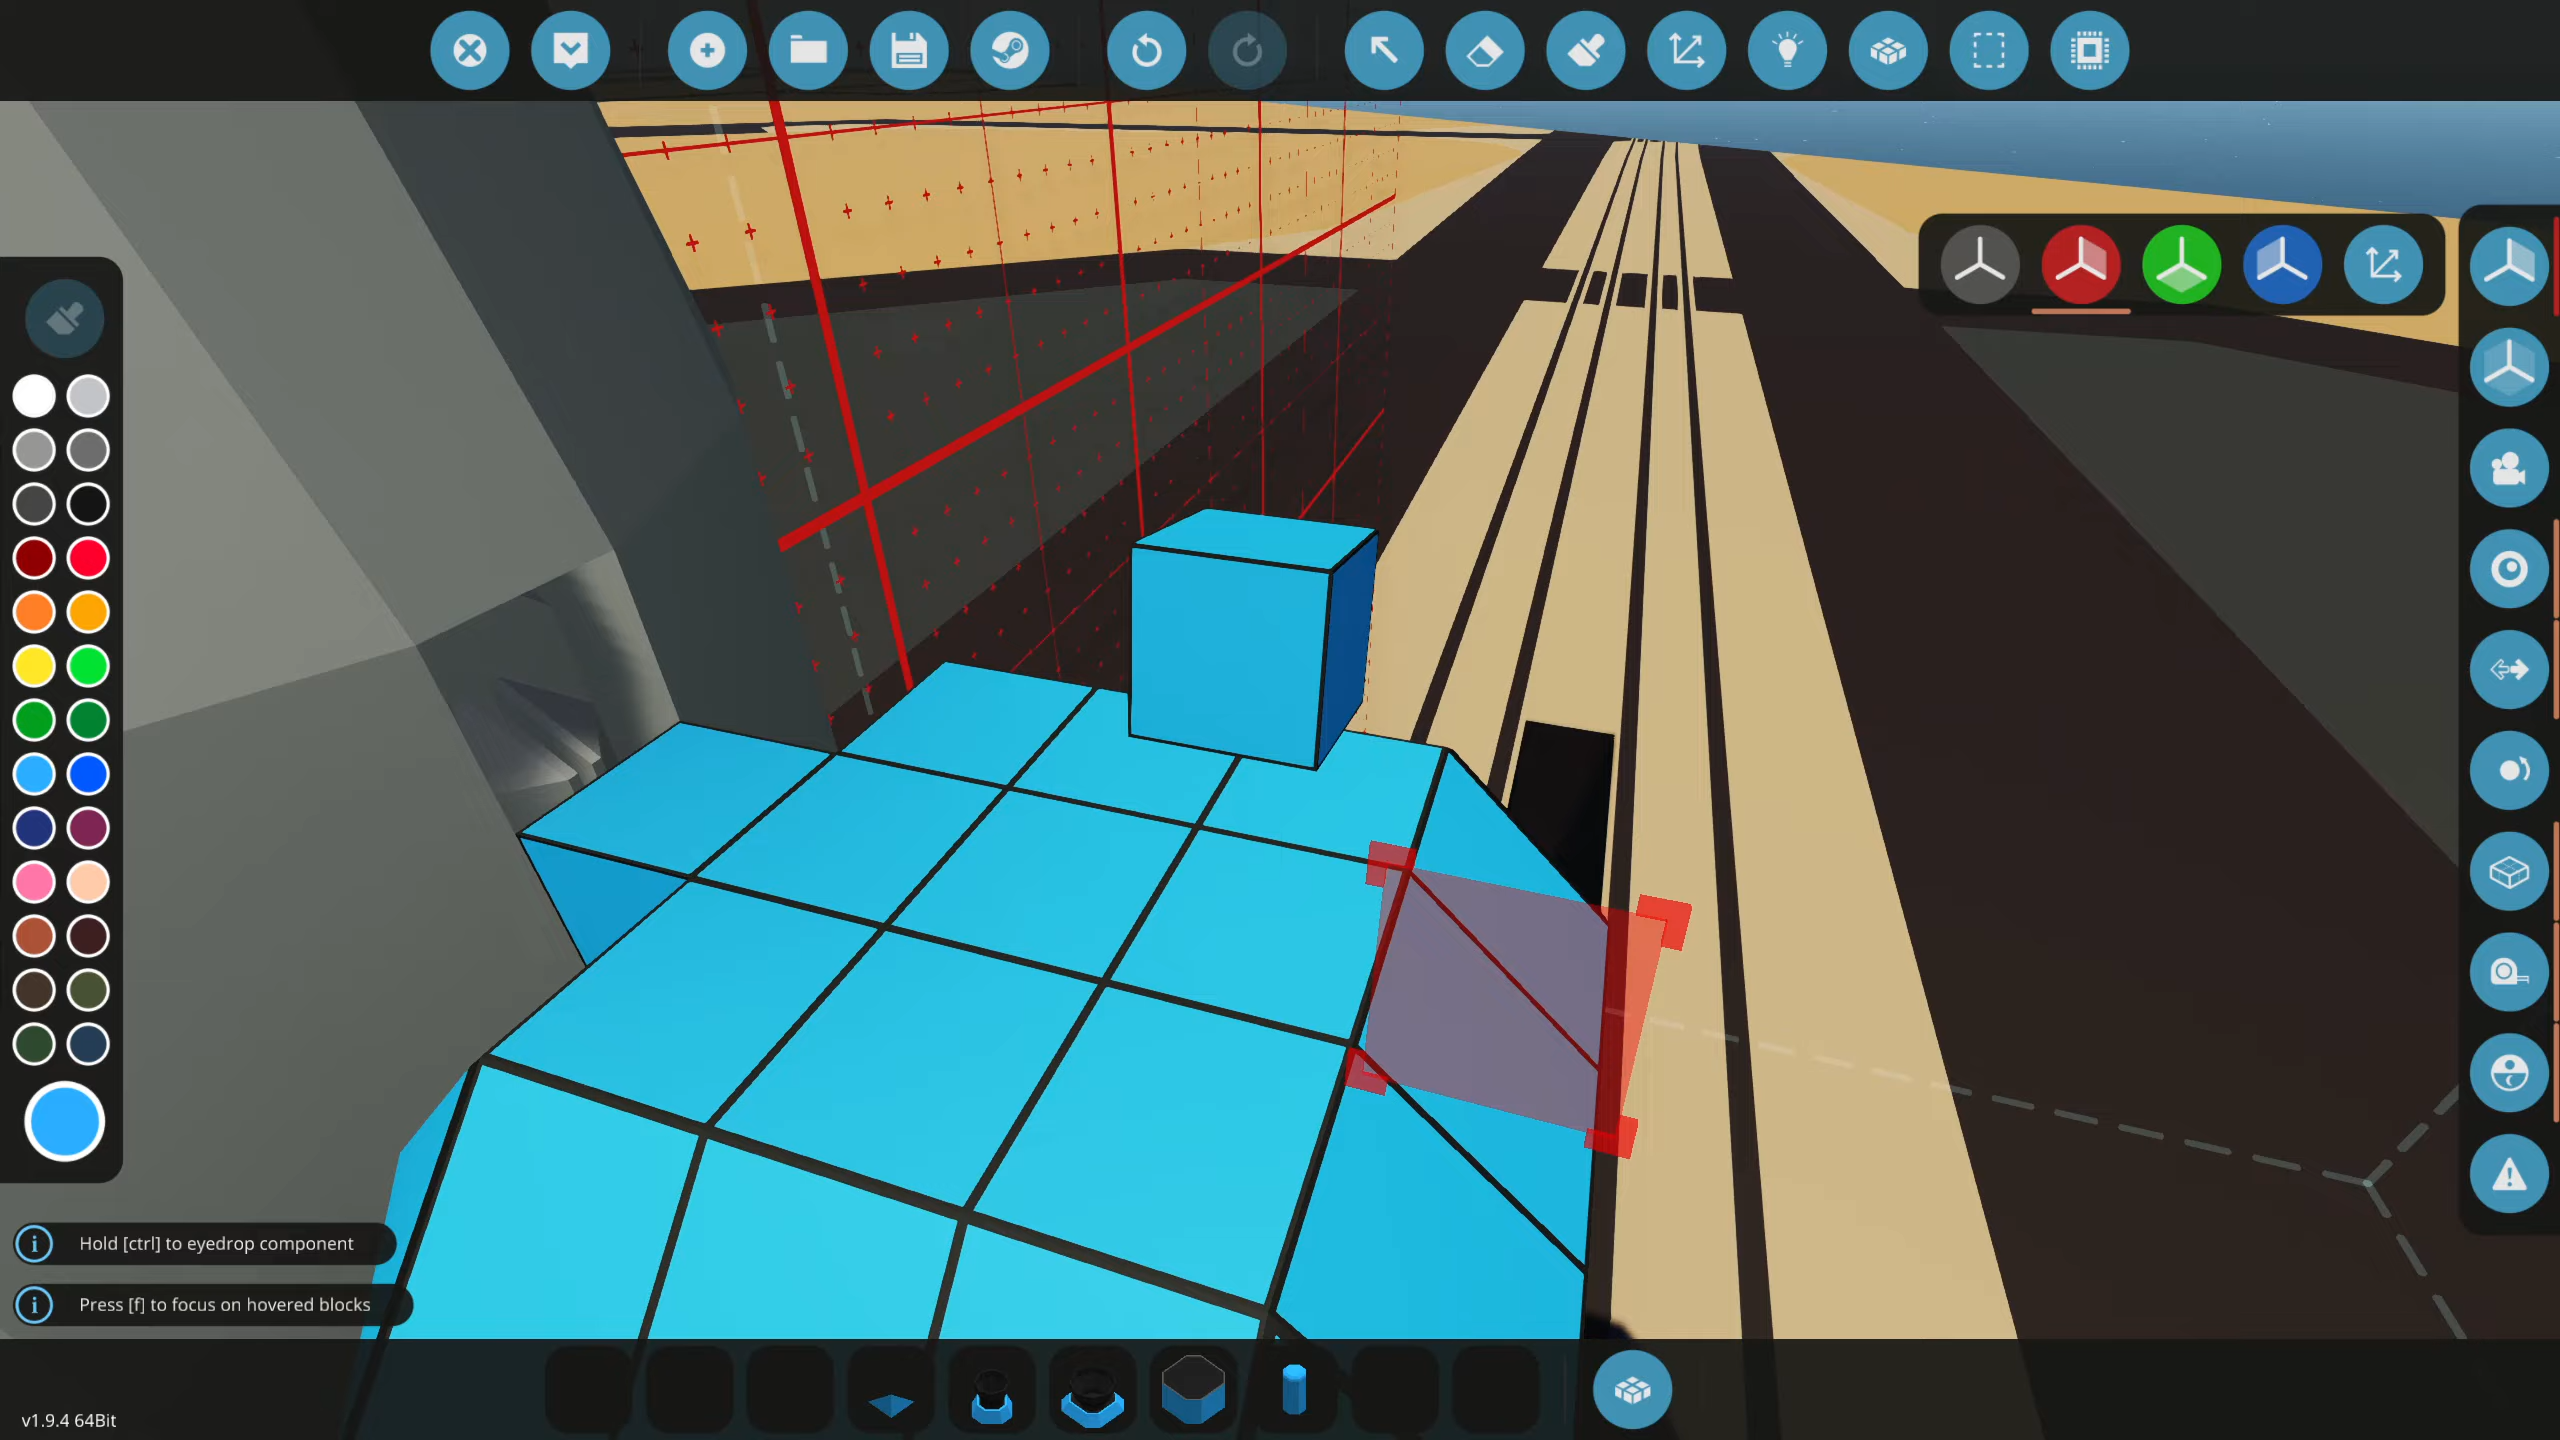 Hold [ctrl] to eyedrop component
Press [f] to focus on hovered blocks
v1.9.4 64Bit